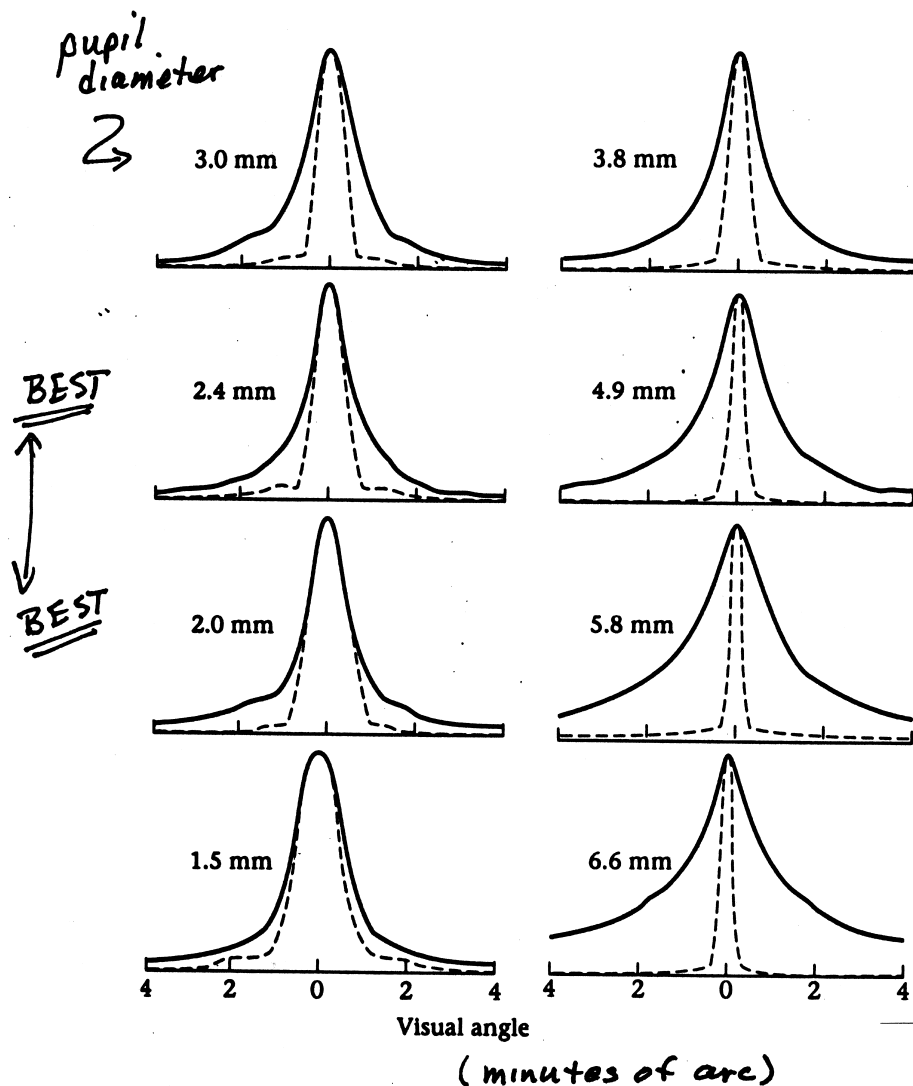 pupil
diameter
3.0 mm
3.8 mm
BEST
2.4 mm
4.9 mm
BEST
2.0 mm
5.8 mm
1.5 mm
6.6 mm
4 2 0 2 4
4 2 0 2 4
Visual angle
(minutes of arc)